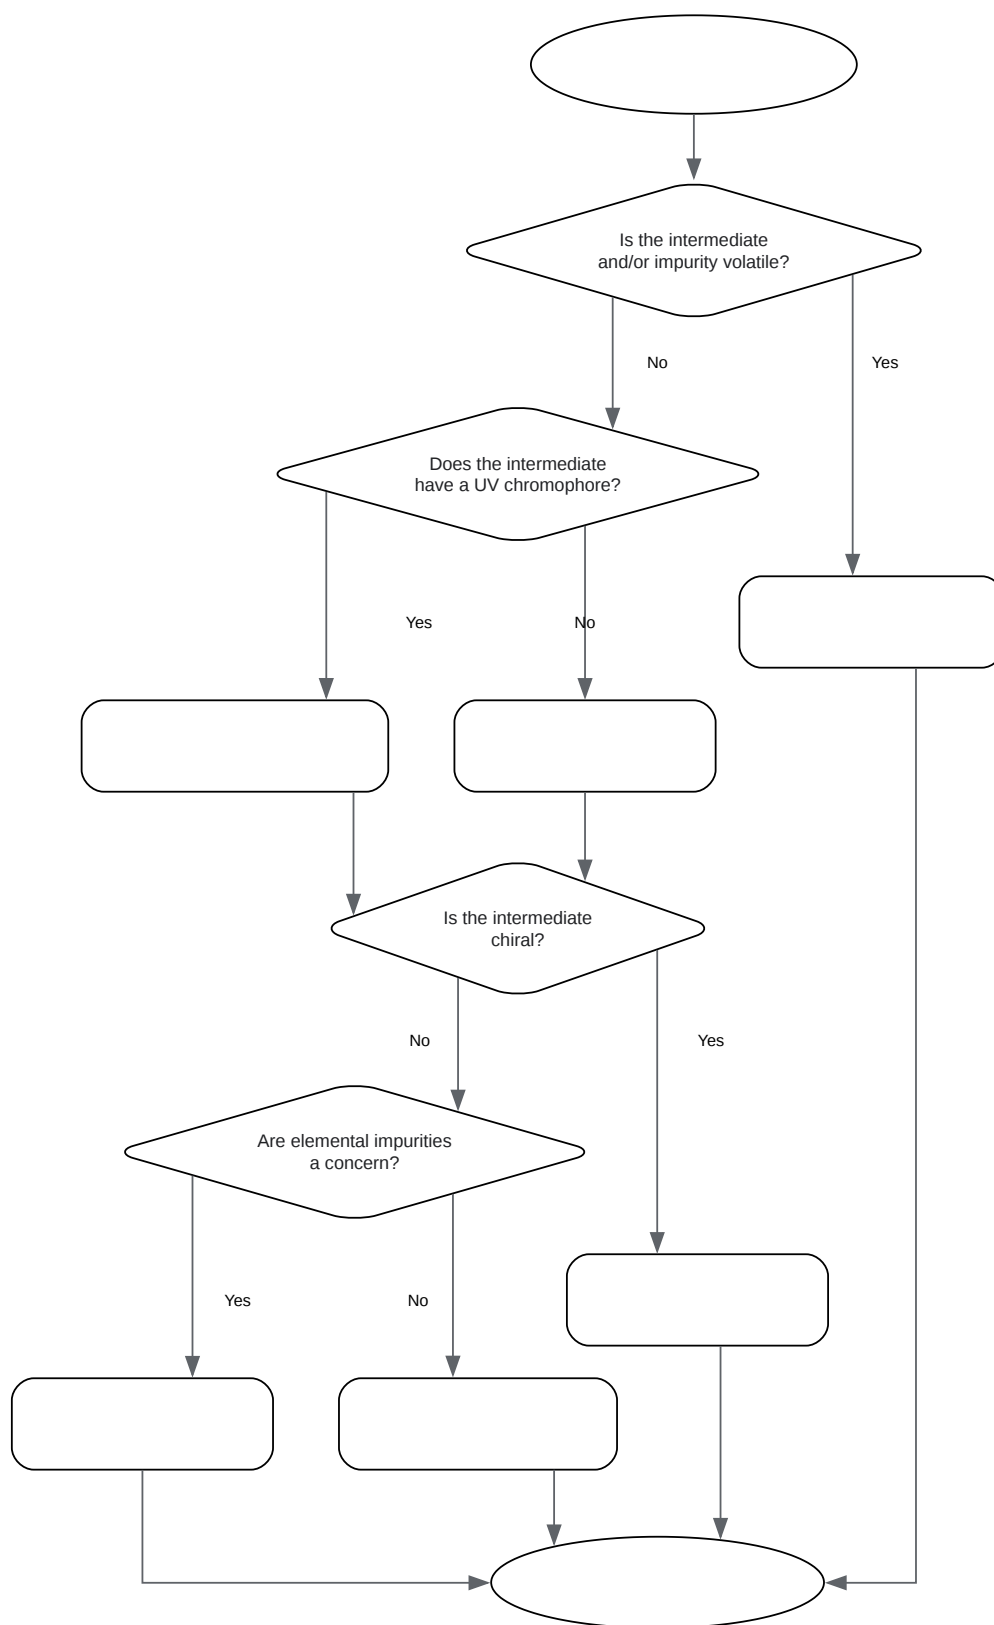 Is the intermediate
and/or impurity volatile?
No
Yes
Does the intermediate
have a UV chromophore?
Yes
No
Is the intermediate
chiral?
No
Yes
Are elemental impurities
a concern?
Yes
No